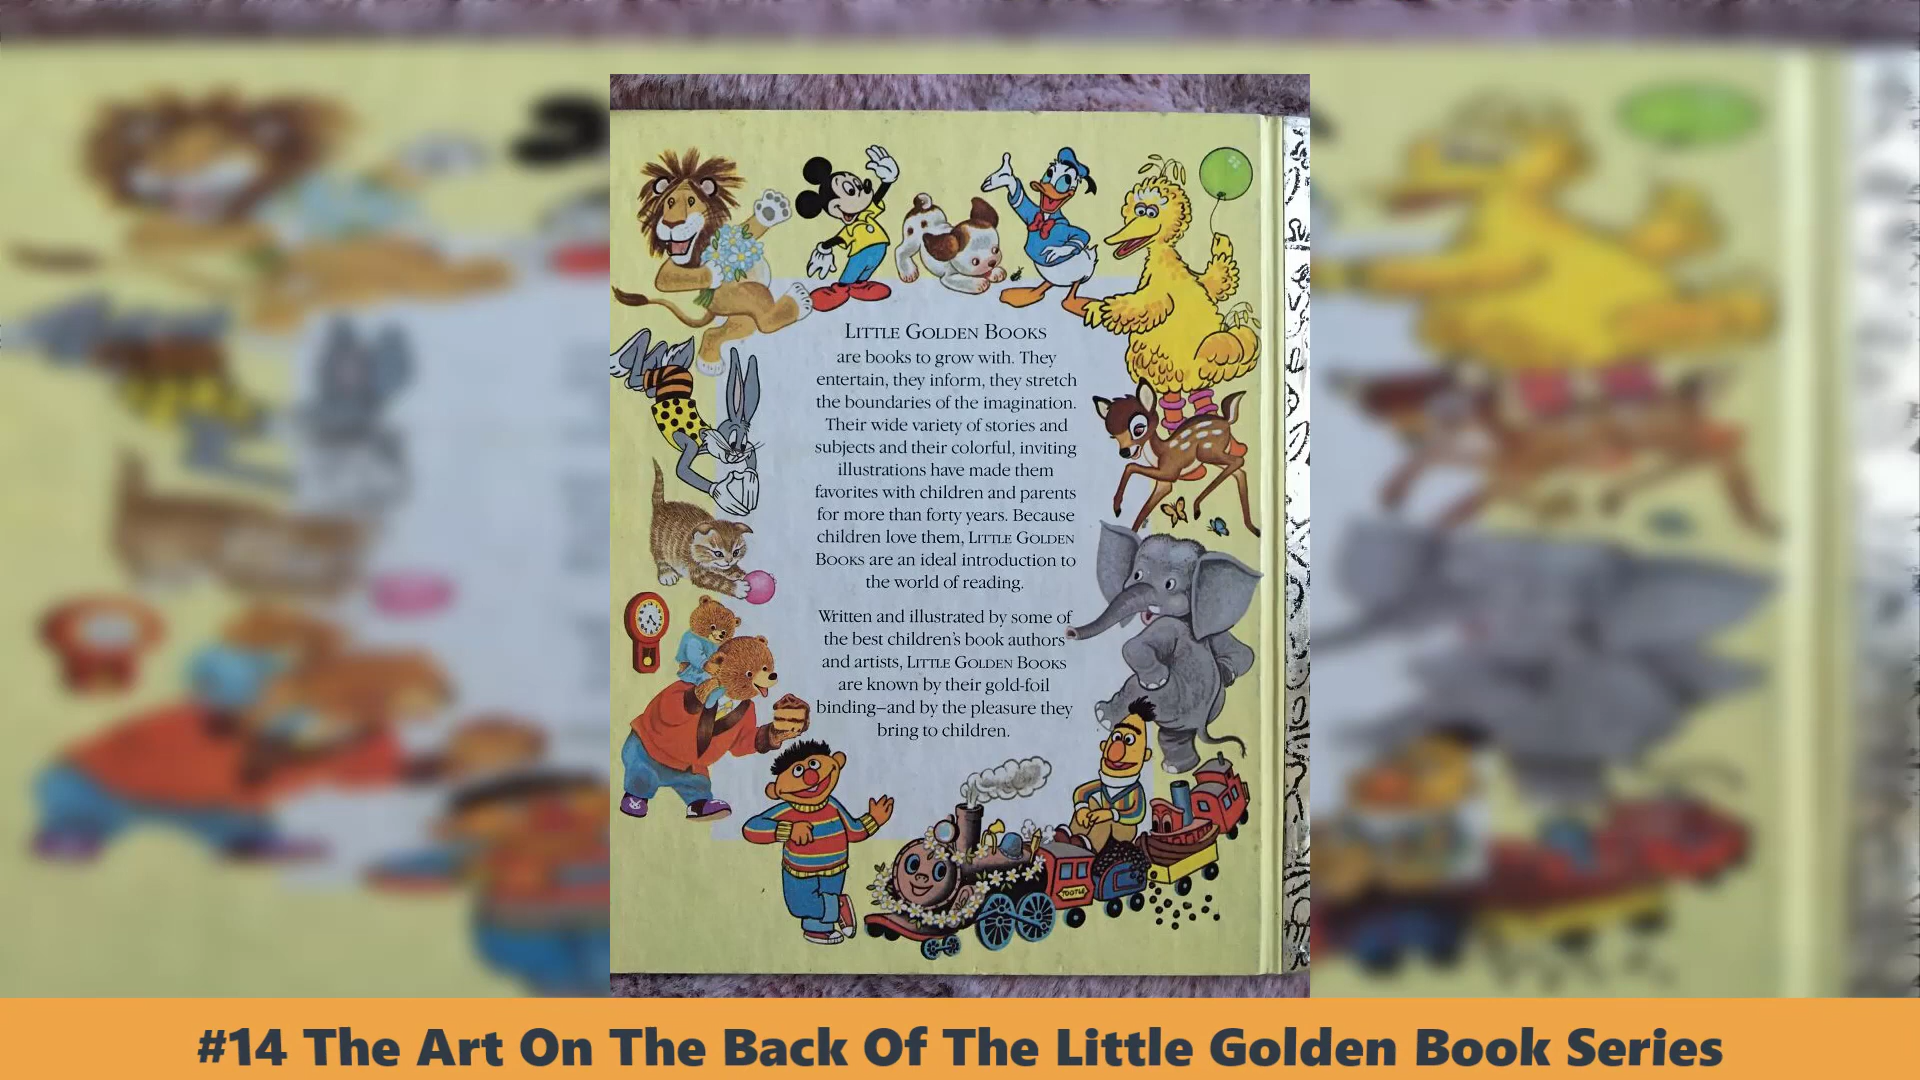 LITTLE GOLDEN BOOKS
are books to grow with. They
entertain, they inform, they stretch
the boundaries of the imagination.
Their wide variety of stories and
subjects and their colorful, inviting
illustrations have made them
favorites with children and parents
for more than forty years. Because
children love them, LITTLE GOLDEN
BOOKS are an ideal introduction to
the world of reading.
Written and illustrated by some of
the best children's book authors
and artists, LITTLE GOLDEN BOOKS
are known by their gold-foil
binding–and by the pleasure they
bring to children.
TOOTLE
#14 The Art On The Back Of The Little Golden Book Series